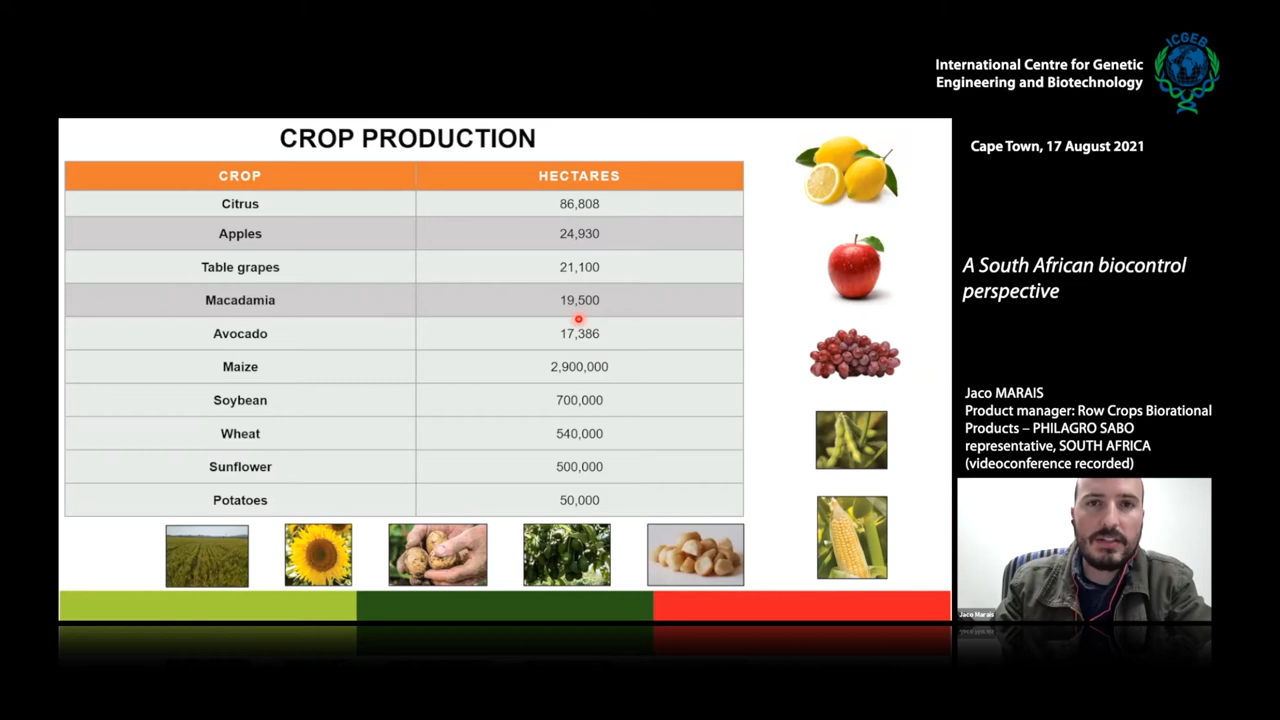 ICGEB
International Centre for Genetic
Engineering and Biotechnology
Cape Town, 17 August 2021
CROP PRODUCTION
CROP HECTARES
Citrus 86,808
Apples 24,930
Table grapes 21,100
Macadamia 19,500
Avocado 17,386
Maize 2,900,000
Soybean 700,000
Wheat 540,000
Sunflower 500,000
Potatoes 50,000
A South African biocontrol
perspective
Jaco MARAIS
Product manager: Row Crops Biorational
Products – PHILAGRO SABO
representative, SOUTH AFRICA
(videoconference recorded)
Jaco Marais